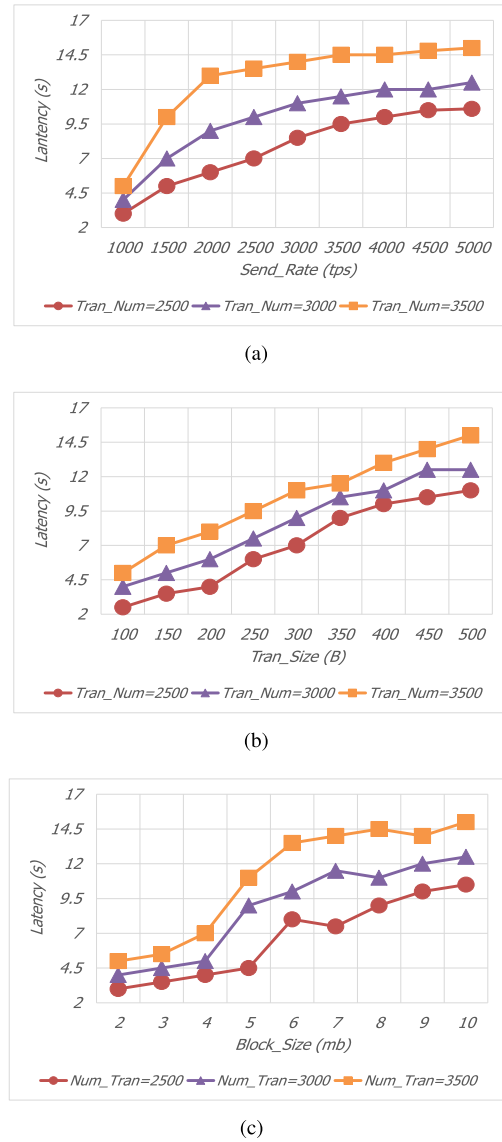 17
14.5
12
9.5
7
4.5
2
Lantency (s)
1000 1500 2000 2500 3000 3500 4000 4500 5000
Send_Rate (tps)
Tran_Num=2500 Tran_Num=3000 Tran_Num=3500
(a)
17
14.5
12
9.5
7
4.5
2
Latency (s)
100 150 200 250 300 350 400 450 500
Tran_Size (B)
Tran_Num=2500 Tran_Num=3000 Tran_Num=3500
(b)
17
14.5
12
9.5
7
4.5
2
Latency (s)
2 3 4 5 6 7 8 9 10
Block_Size (mb)
Num_Tran=2500 Num_Tran=3000 Num_Tran=3500
(c)